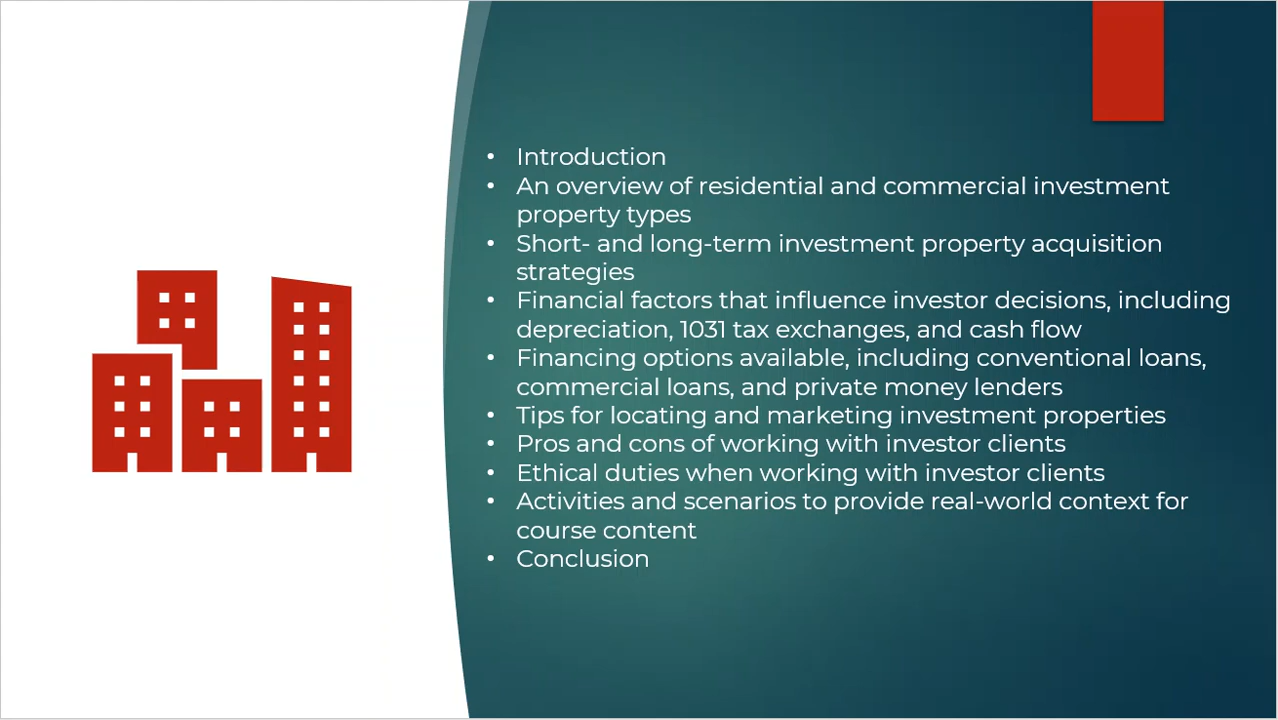 • Introduction
• An overview of residential and commercial investment
property types
• Short- and long-term investment property acquisition
strategies
• Financial factors that influence investor decisions, including
depreciation, 1031 tax exchanges, and cash flow
• Financing options available, including conventional loans,
commercial loans, and private money lenders
• Tips for locating and marketing investment properties
• Pros and cons of working with investor clients
• Ethical duties when working with investor clients
• Activities and scenarios to provide real-world context for
course content
• Conclusion